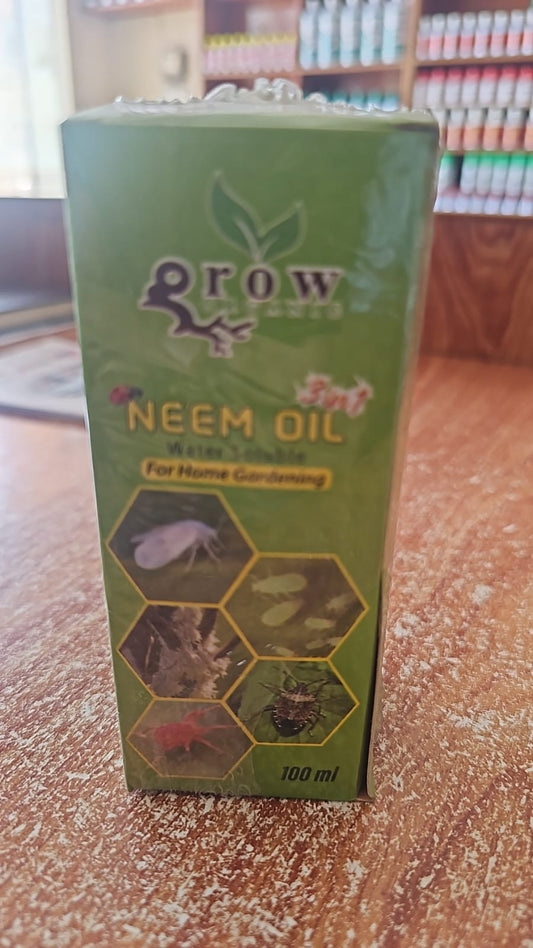 grow
3in1
NEEM OIL
Water Soluble
For Home Gardening
100 ml